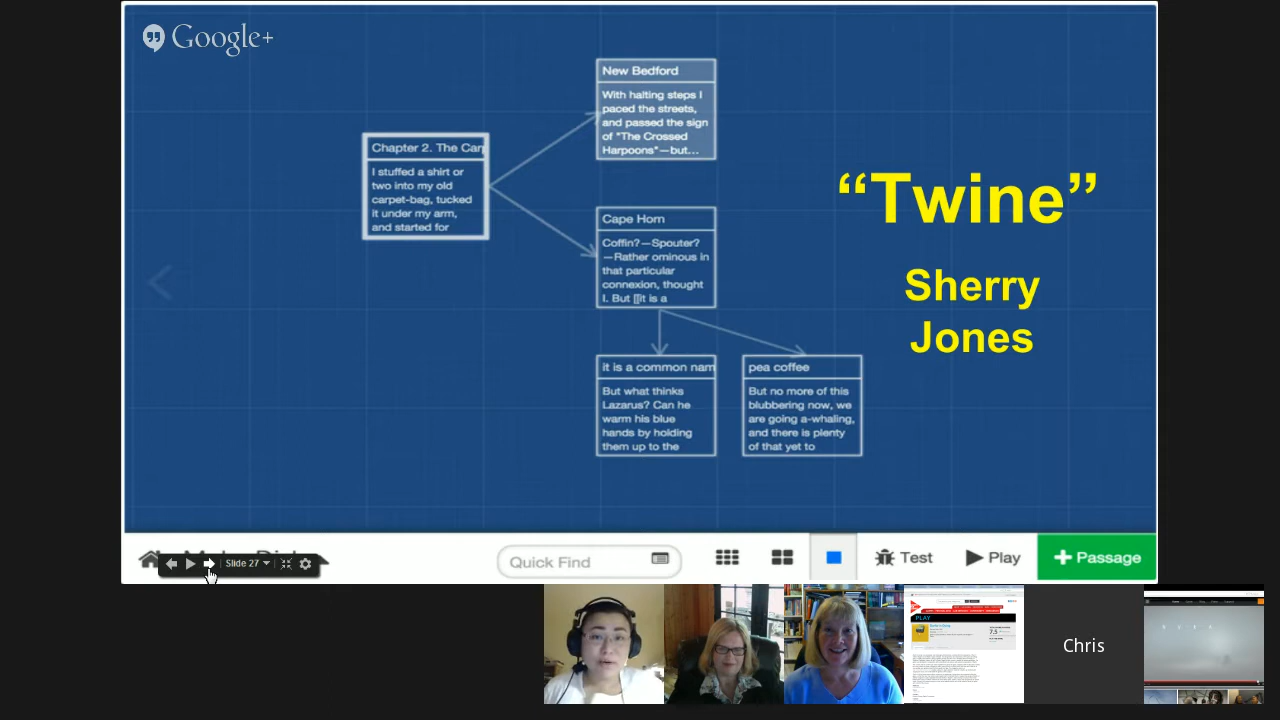 Google+
New Bedford
With halting steps I
paced the streets,
and passed the sign
of "The Crossed
Harpoons"—but...
Chapter 2. The Carp
I stuffed a shirt or
two into my old
carpet-bag, tucked
it under my arm,
and started for
Cape Horn
Coffin?—Spouter?
—Rather ominous in
that particular
connexion, thought
I. But [[it is a
it is a common nam
But what thinks
Lazarus? Can he
warm his blue
hands by holding
them up to the
pea coffee
But no more of this
blubbering now, we
are going a-whaling,
and there is plenty
of that yet to
“Twine”
Sherry
Jones
Slide 27
Quick Find
Test
Play
+Passage
PLAY
7.5
Chris